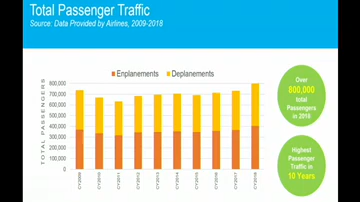 Total Passenger Traffic
Source: Data Provided by Airlines, 2009-2018
Enplanements
Deplanements
TOTAL PASSENGERS
800,000
700,000
600,000
500,000
400,000
300,000
200,000
100,000
0
CY2009
CY2010
CY2011
CY2012
CY2013
CY2014
CY2015
CY2016
CY2017
CY2018
Over
800,000
total
Passengers
in 2018
Highest
Passenger
Traffic in
10 Years